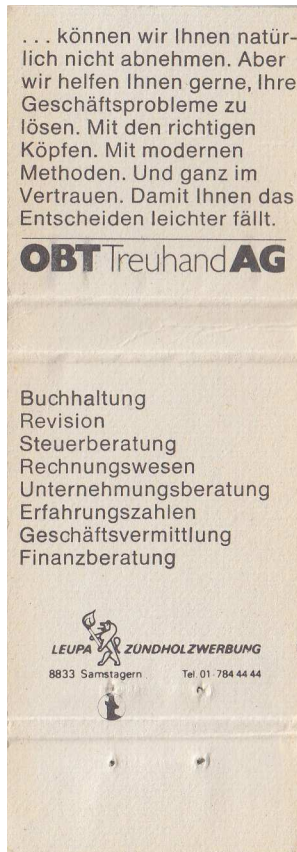 ... können wir Ihnen natür-
lich nicht abnehmen. Aber
wir helfen Ihnen gerne, Ihre
Geschäftsprobleme zu
lösen. Mit den richtigen
Köpfen. Mit modernen
Methoden. Und ganz im
Vertrauen. Damit Ihnen das
Entscheiden leichter fällt.
OBT Treuhand AG
Buchhaltung
Revision
Steuerberatung
Rechnungswesen
Unternehmungsberatung
Erfahrungszahlen
Geschäftsvermittlung
Finanzberatung
LEUPA ZÜNDHOLZWERBUNG
8833 Samstagern Tel. 01-784 44 44